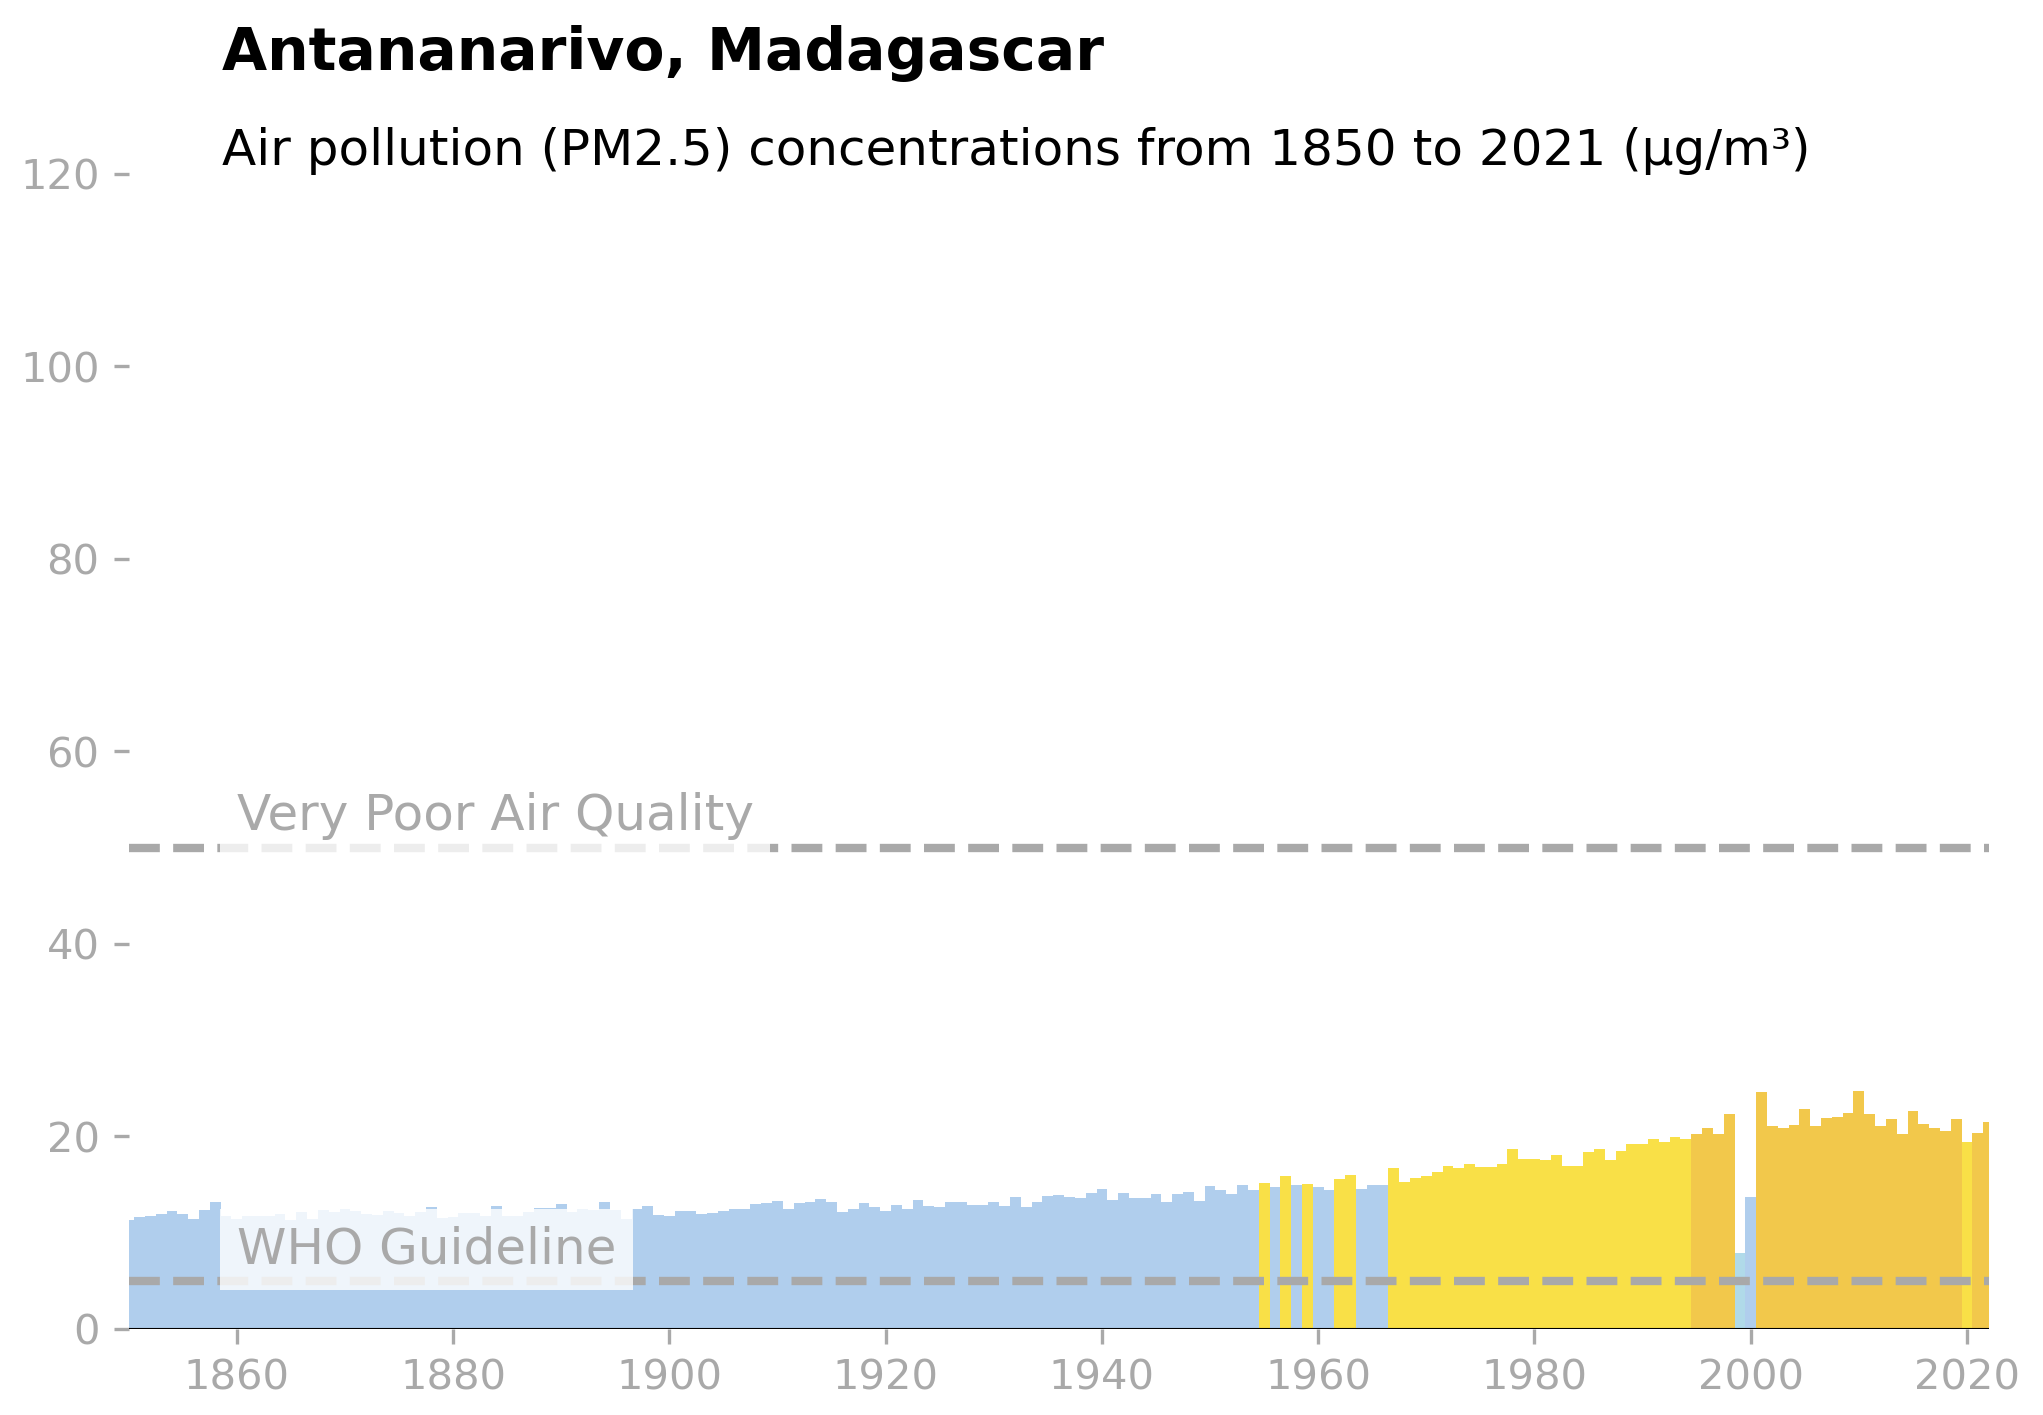 Antananarivo, Madagascar
Air pollution (PM2.5) concentrations from 1850 to 2021 (µg/m³)
120
100
80
60
Very Poor Air Quality
40
20
WHO Guideline
0
1860 1880 1900 1920 1940 1960 1980 2000 2020